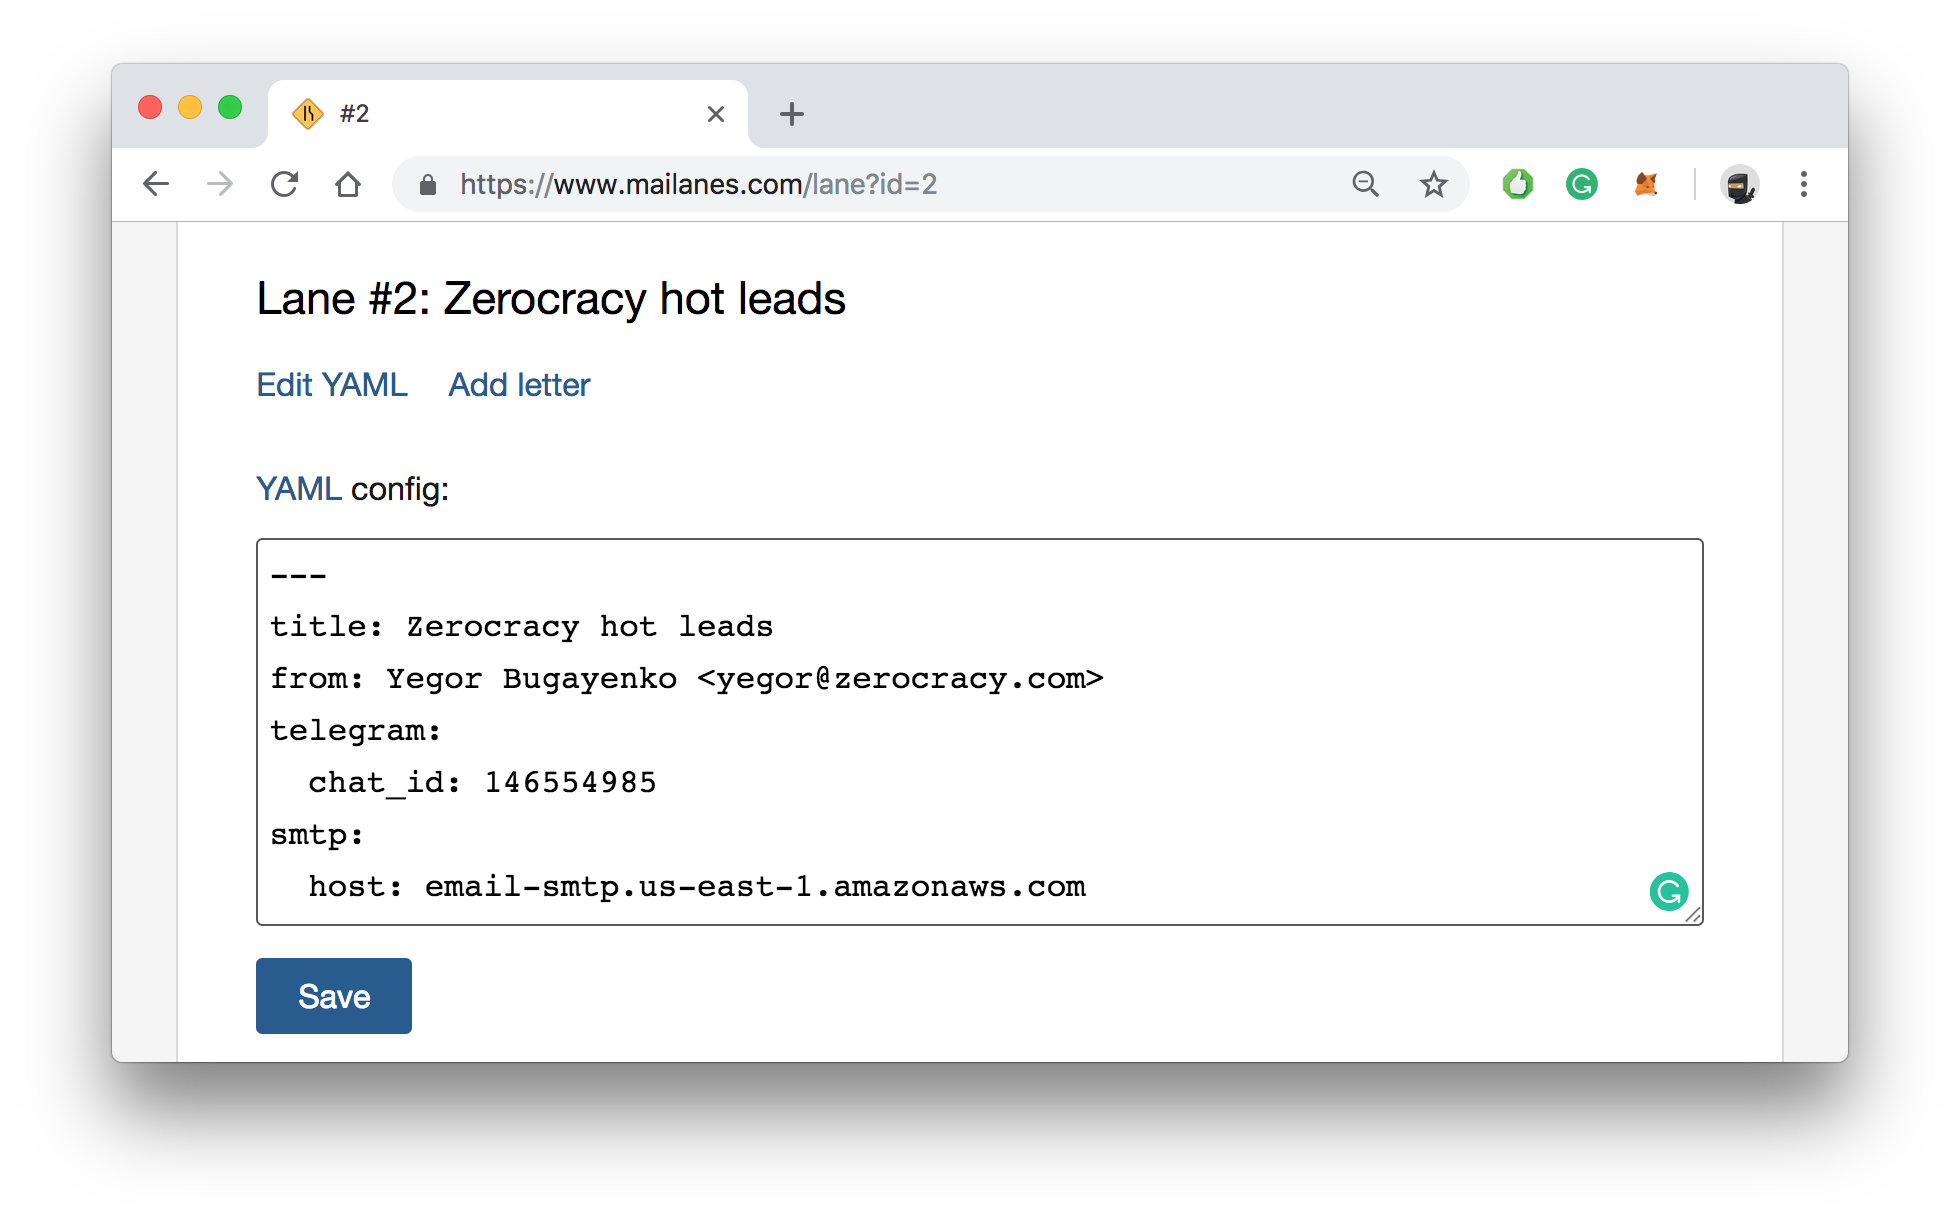 #2
https://www.mailanes.com/lane?id=2
Lane #2: Zerocracy hot leads
Edit YAML Add letter
YAML config:
---
title: Zerocracy hot leads
from: Yegor Bugayenko <yegor@zerocracy.com>
telegram:
  chat_id: 146554985
smtp:
  host: email-smtp.us-east-1.amazonaws.com
Save